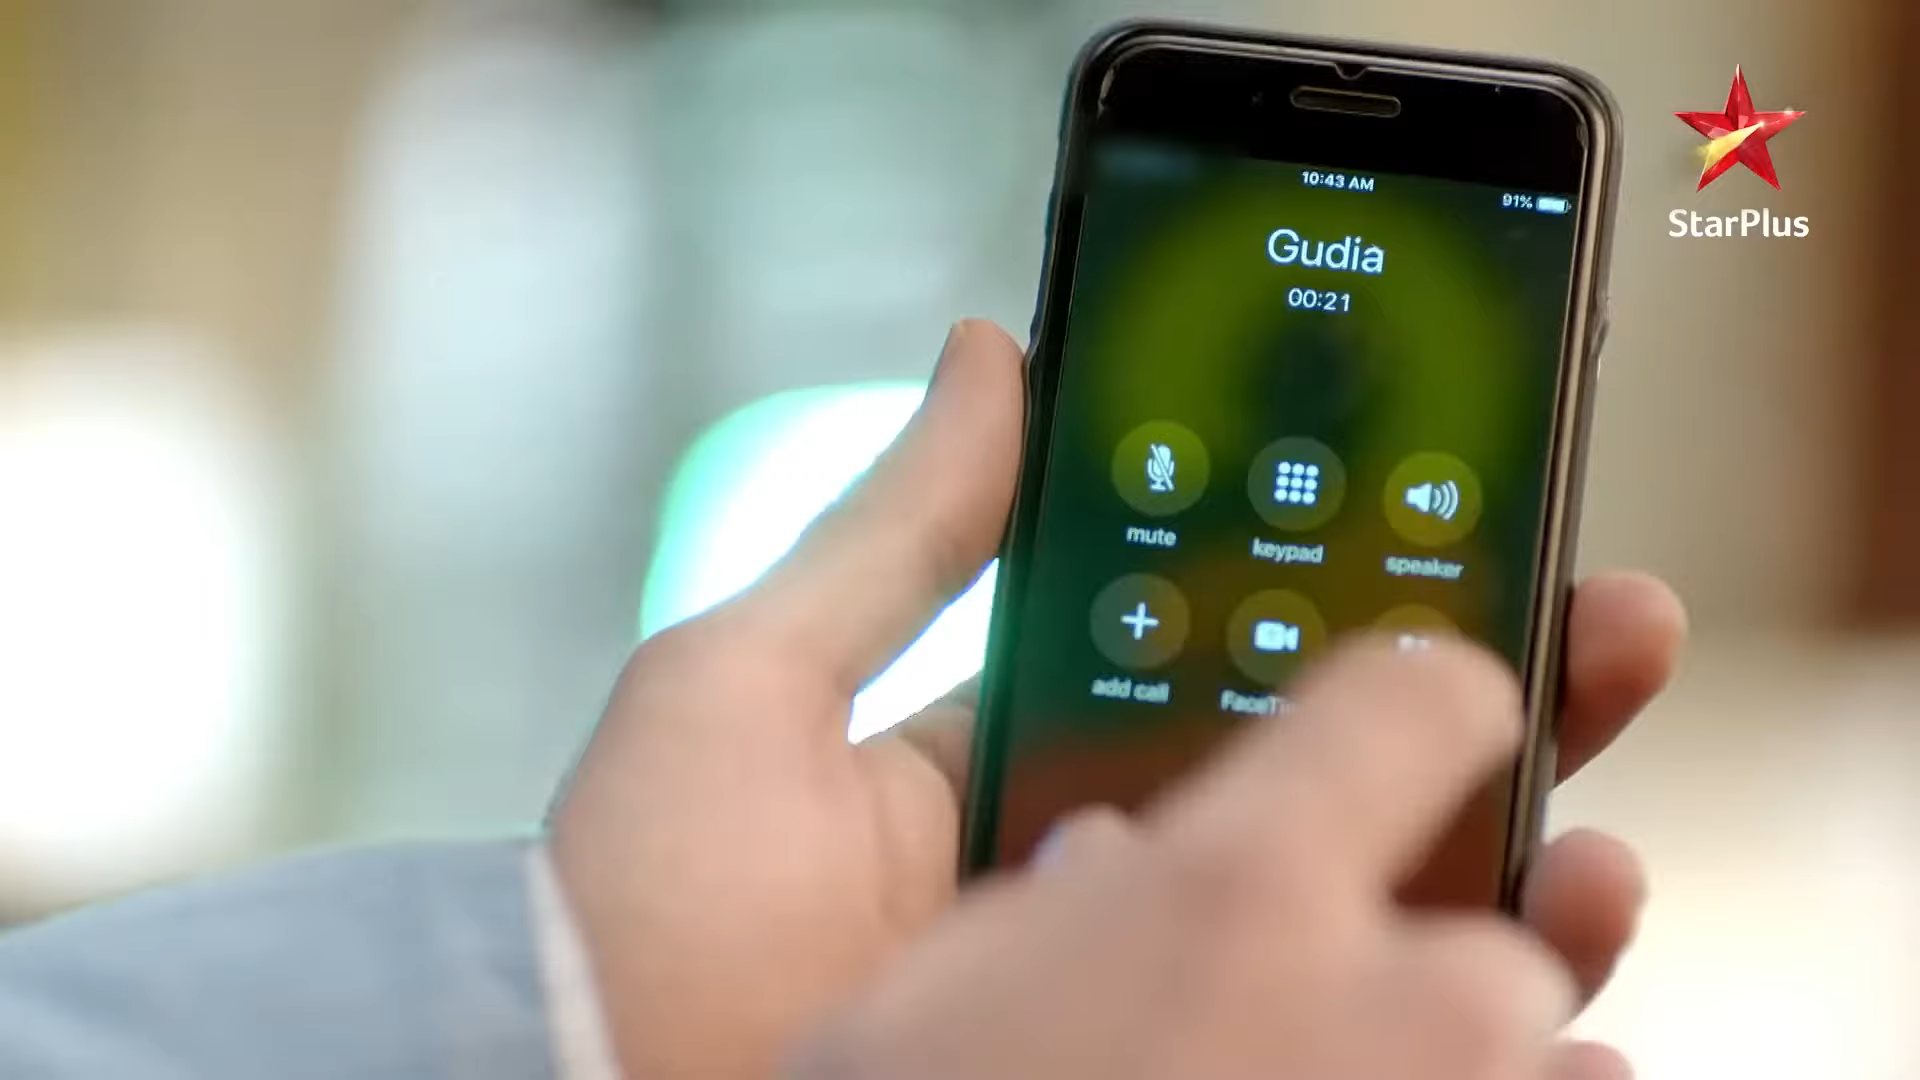 10:43 AM
91%
StarPlus
Gudia
00:21
mute
keypad
speaker
add call